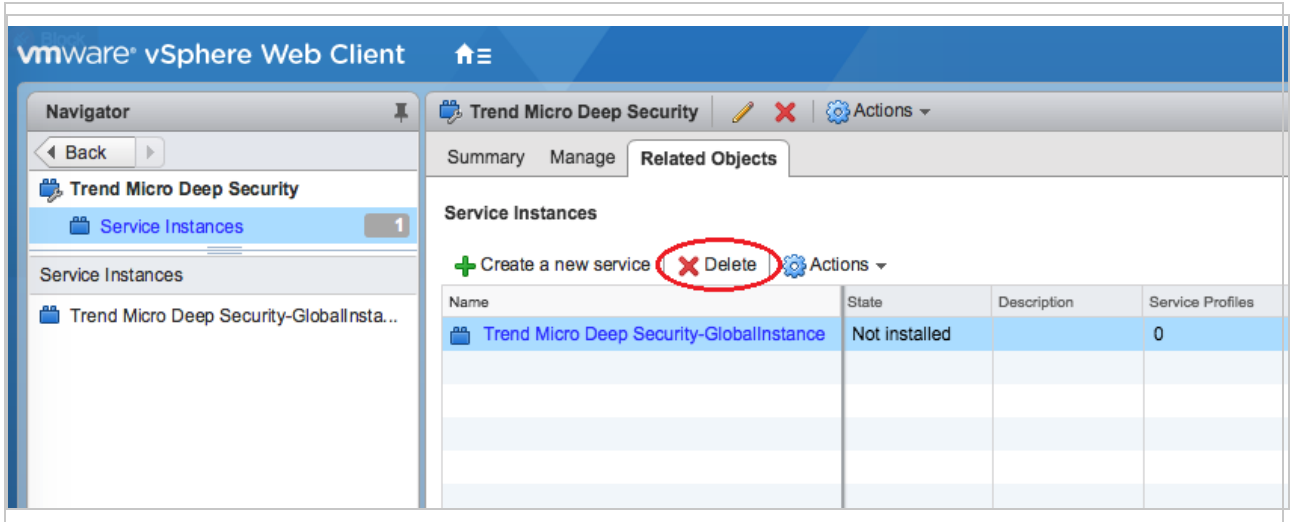 vmware® vSphere Web Client
Navigator
Back
Trend Micro Deep Security
Service Instances 1
Service Instances
Trend Micro Deep Security-GlobalInsta...
Trend Micro Deep Security Actions
Summary Manage Related Objects
Service Instances
Create a new service Delete Actions
Name State Description Service Profiles
Trend Micro Deep Security-GlobalInstance Not installed 0